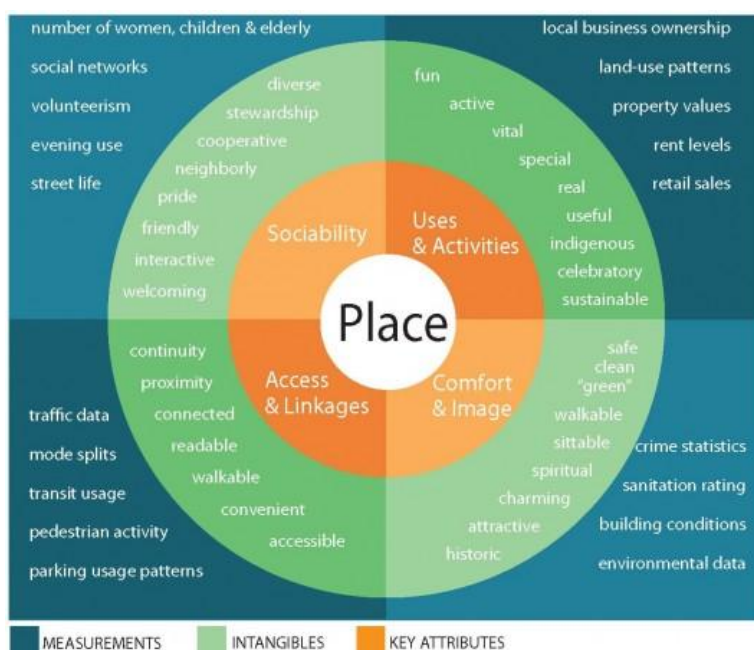 number of women, children & elderly
social networks
volunteerism
evening use
street life
diverse
stewardship
cooperative
neighborly
pride
friendly
interactive
welcoming
Sociability
local business ownership
land-use patterns
property values
rent levels
retail sales
fun
active
vital
special
real
useful
indigenous
celebratory
sustainable
Uses
& Activities
Place
continuity
proximity
connected
readable
walkable
convenient
accessible
Access
& Linkages
traffic data
mode splits
transit usage
pedestrian activity
parking usage patterns
Comfort
& Image
safe
clean
"green"
walkable
sittable
spiritual
charming
attractive
historic
crime statistics
sanitation rating
building conditions
environmental data
MEASUREMENTS
INTANGIBLES
KEY ATTRIBUTES